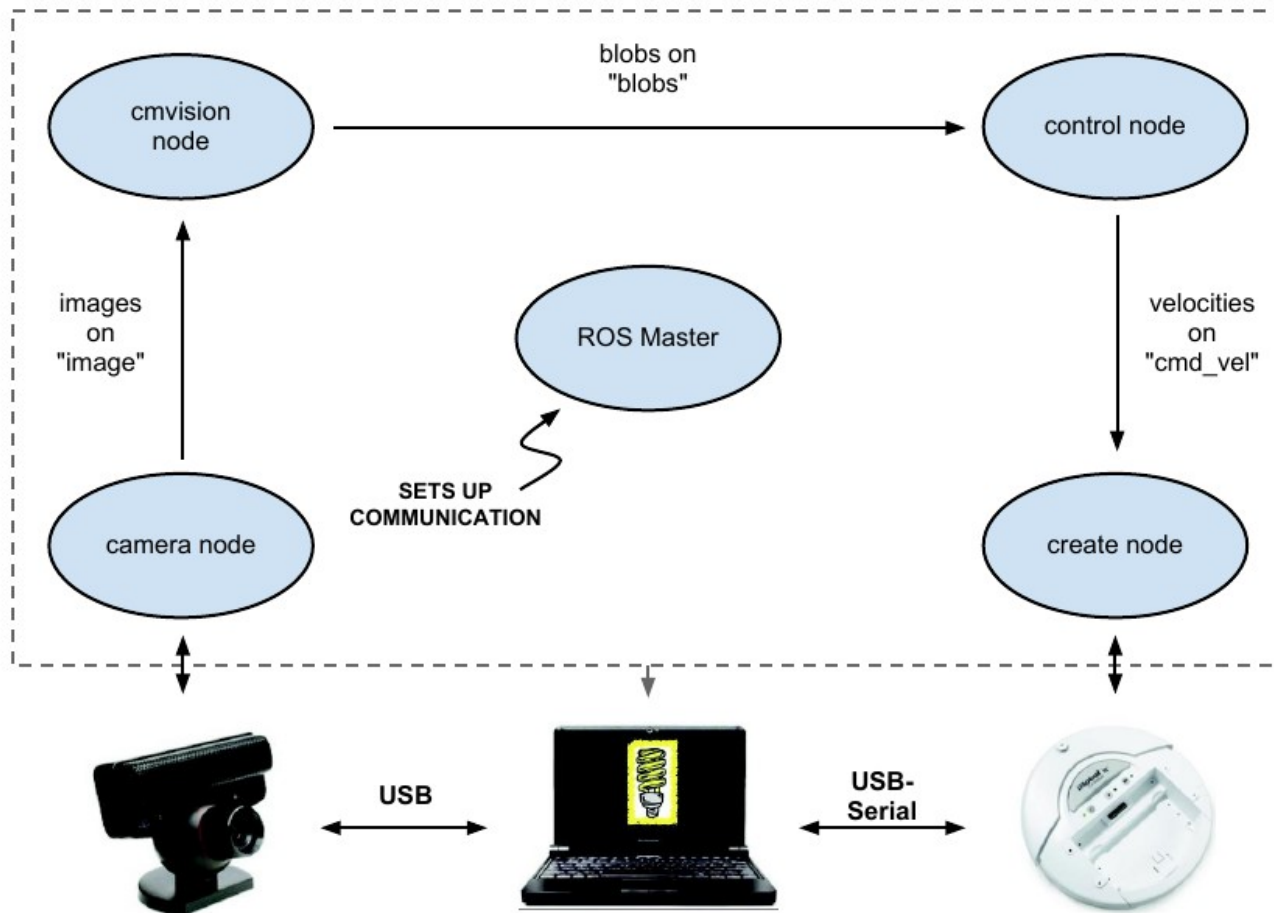 blobs on
"blobs"
cmvision
node
control node
images
on
"image"
ROS Master
velocities
on
"cmd_vel"
SETS UP
COMMUNICATION
camera node
create node
USB
USB-
Serial